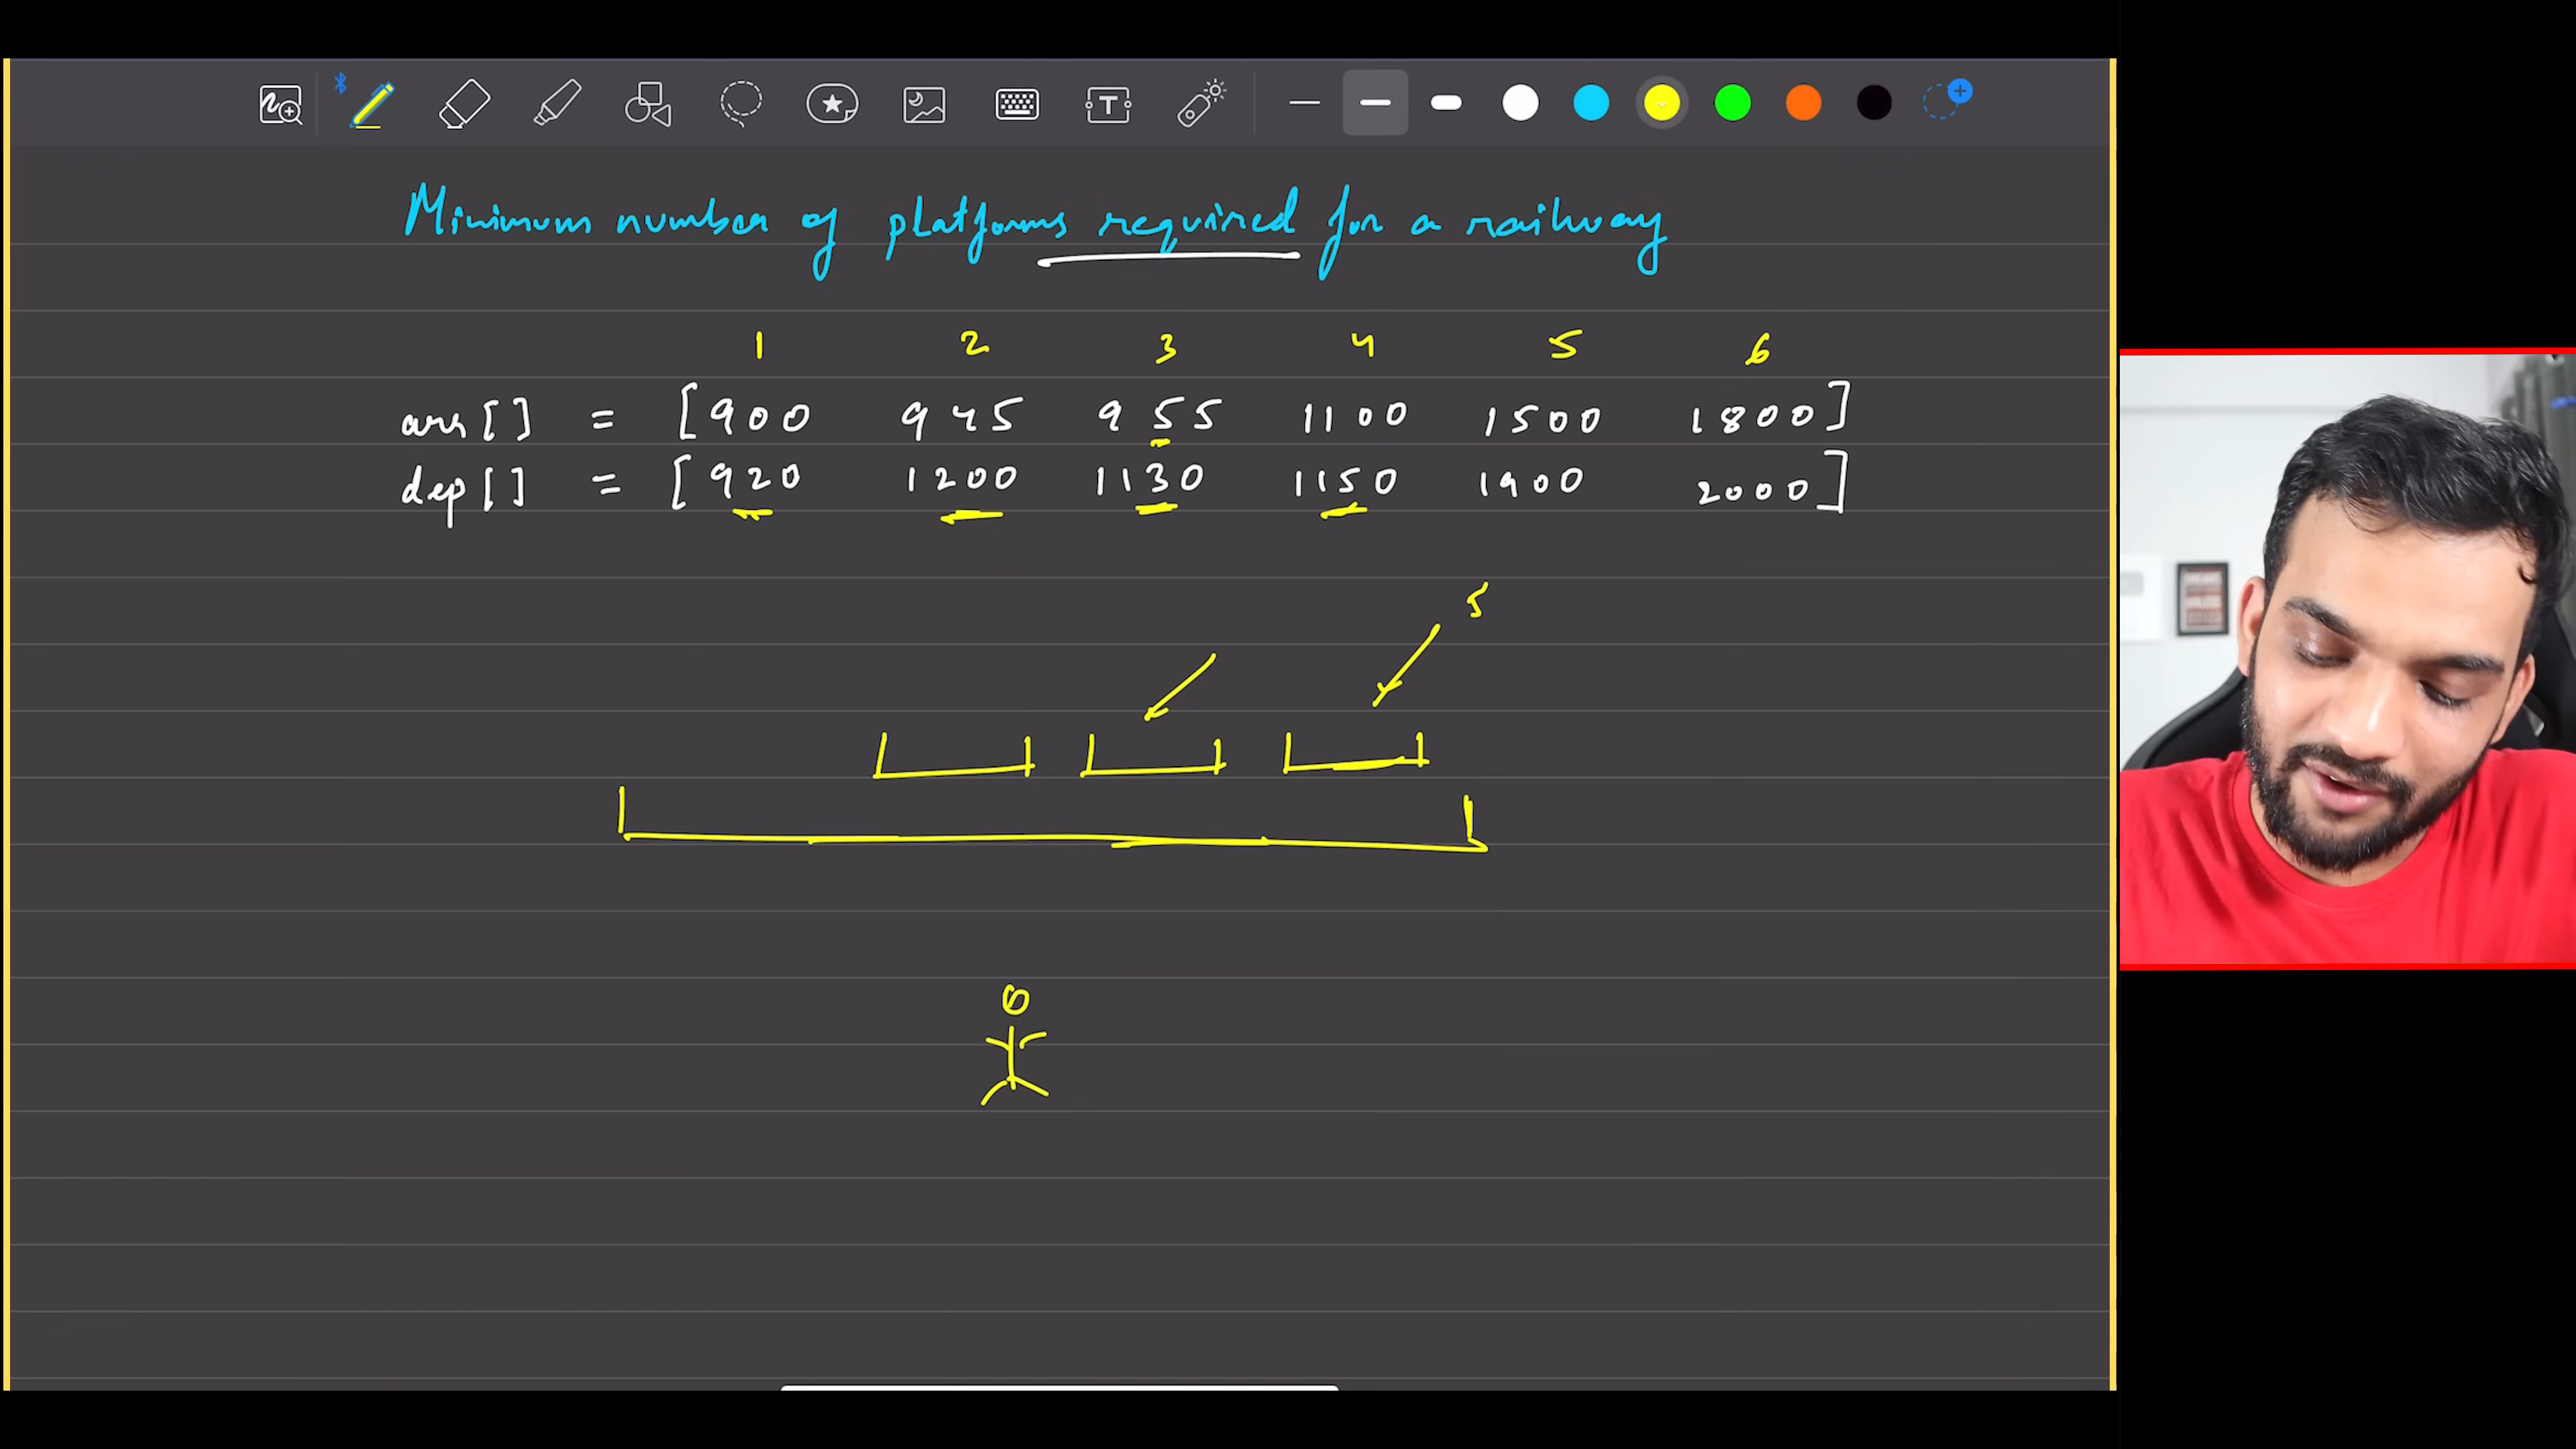 Minimum number of platforms required for a railway
1 2 3 4 5 6
arr[] = [900 945 955 1100 1500 1800]
dep[] = [920 1200 1130 1150 1900 2000]
5